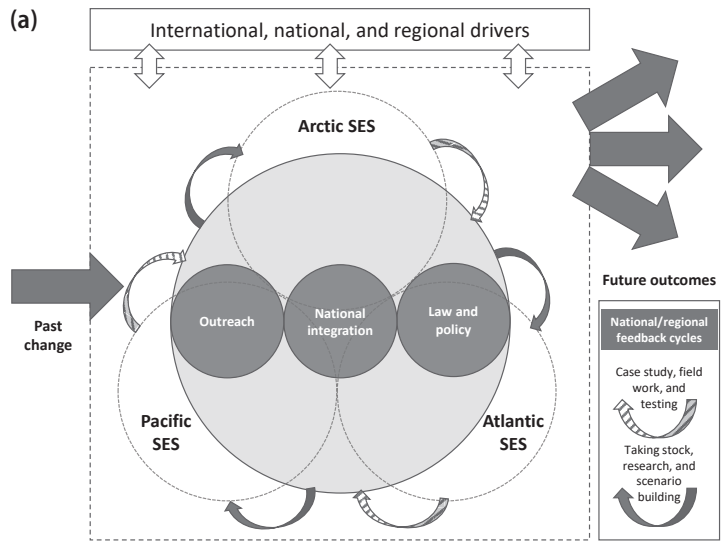 (a)
International, national, and regional drivers
Arctic SES
Outreach
National
integration
Law and
policy
Past
change
Pacific
SES
Atlantic
SES
Future outcomes
National/regional
feedback cycles
Case study, field
work, and
testing
Taking stock,
research, and
scenario
building